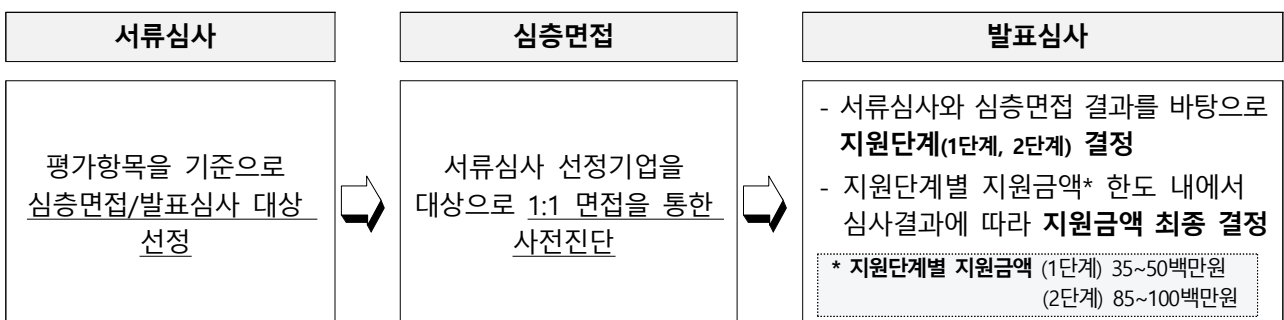 서류심사
심층면접
발표심사
평가항목을 기준으로
심층면접/발표심사 대상
선정
서류심사 선정기업을
대상으로 1:1 면접을 통한
사전진단
- 서류심사와 심층면접 결과를 바탕으로
지원단계(1단계, 2단계) 결정
- 지원단계별 지원금액* 한도 내에서
심사결과에 따라 지원금액 최종 결정
* 지원단계별 지원금액 (1단계) 35~50백만원
(2단계) 85~100백만원